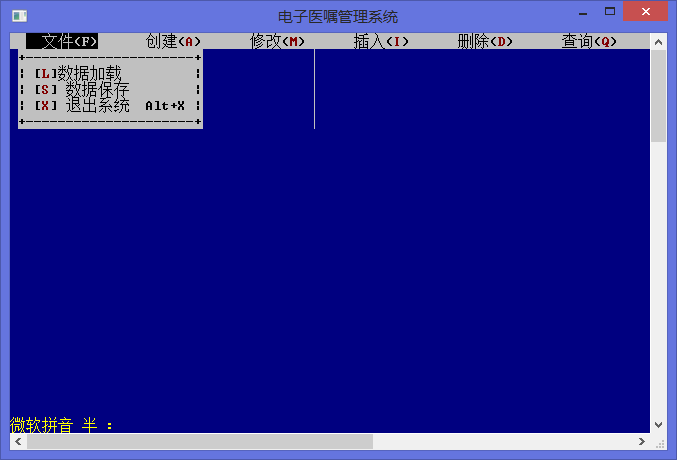 电子医嘱管理系统
文件(F) 创建(A) 修改(M) 插入(I) 删除(D) 查询(Q)
[L]数据加载
[S] 数据保存
[X] 退出系统 Alt+X
微软拼音 半 :